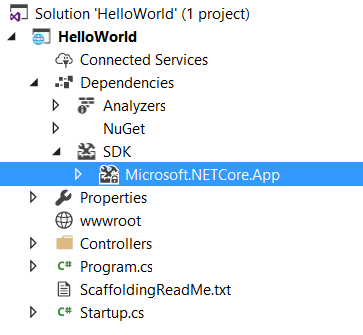 Solution 'HelloWorld' (1 project)
HelloWorld
Connected Services
Dependencies
Analyzers
NuGet
SDK
Microsoft.NETCore.App
Properties
wwwroot
Controllers
C# Program.cs
ScaffoldingReadMe.txt
C# Startup.cs